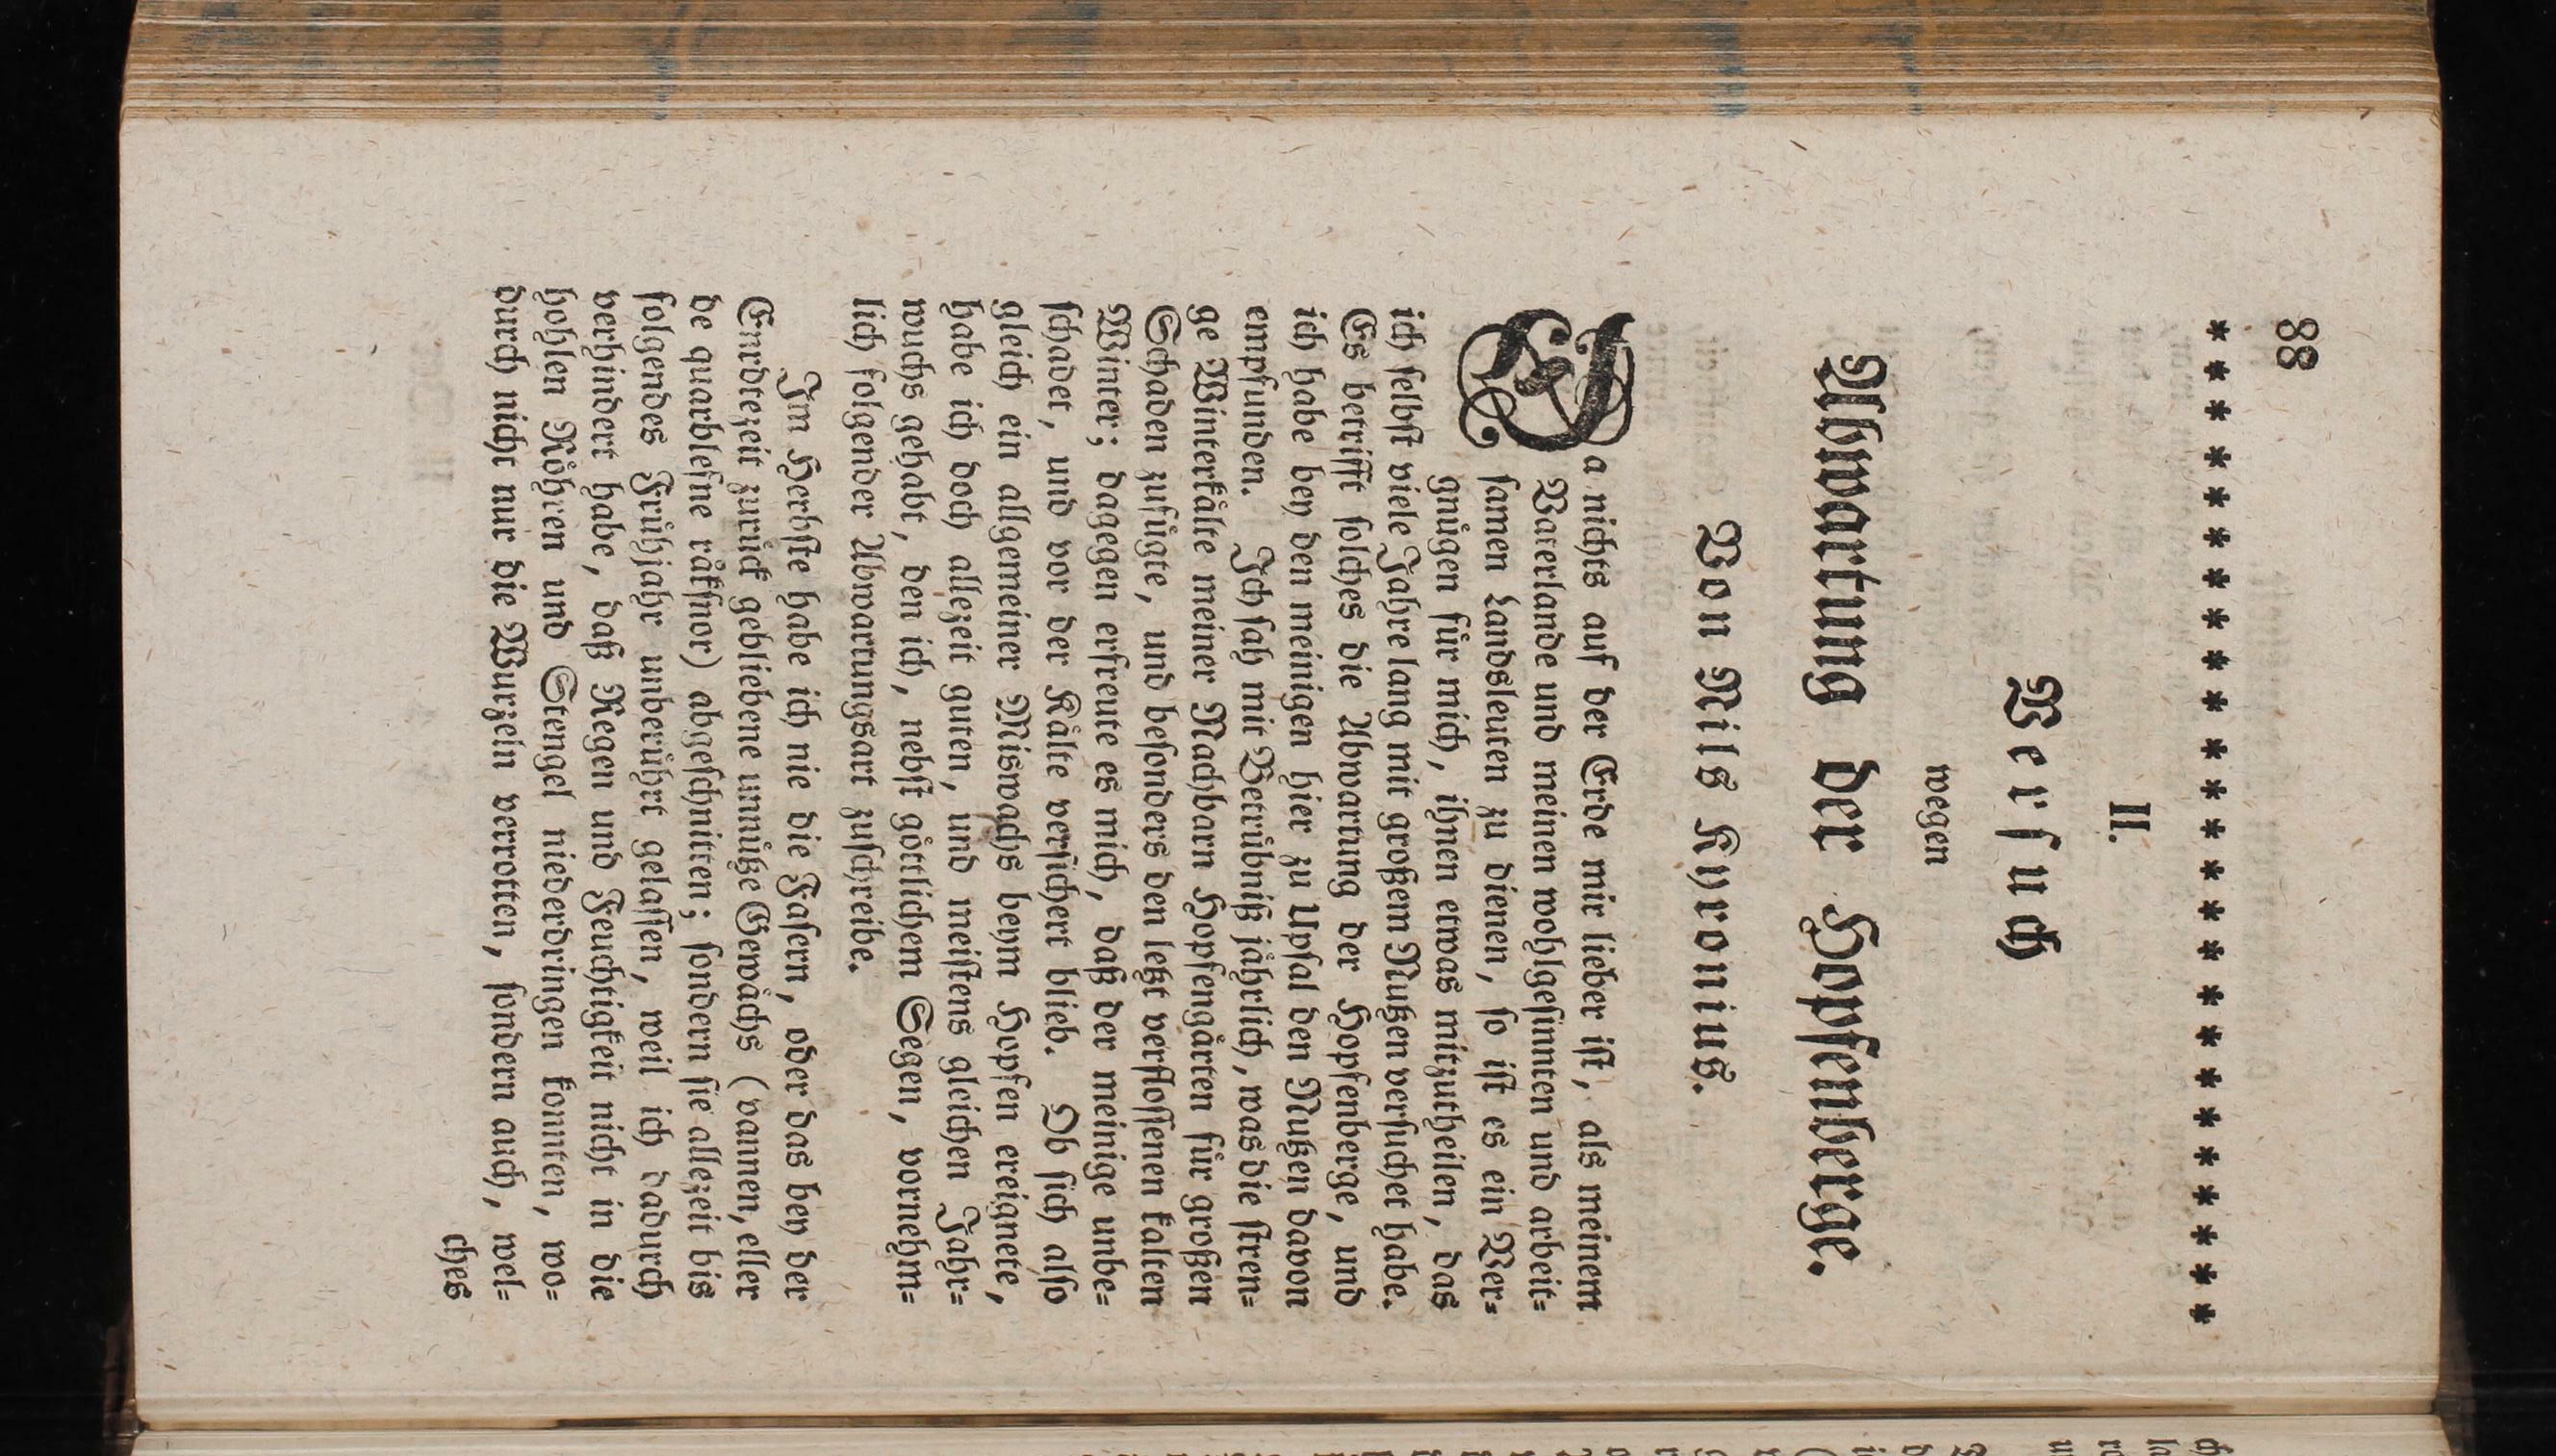 88
* * * * * * * * * * * * * * * * * * * * * * * * *
II.
Versuch
wegen
Abwartung der Hopfenberge.
Von Nils Kyronius.
Da nichts auf der Erde mir lieber ist, als meinem
Vaterlande und meinen wohlgesinnten und arbeit=
samen Landsleuten zu dienen, so ist es ein Ver=
gnügen für mich, ihnen etwas mitzutheilen, das
ich selbst viele Jahre lang mit großem Nutzen versuchet habe.
Es betrifft solches die Abwartung der Hopfenberge, und
ich habe bey den meinigen hier zu Upsal den Nutzen davon
empfunden. Ich sah mit Betrübniß jährlich, was die stren=
ge Winterkälte meiner Nachbarn Hopfengärten für großen
Schaden zufügte, und besonders den letzt verflossenen kalten
Winter; dagegen erfreute es mich, daß der meinige unbe=
schadet, und vor der Kälte versichert blieb. Ob sich also
gleich ein allgemeiner Miswachs beym Hopfen ereignete,
habe ich doch allezeit guten, und meistens gleichen Jahr=
wuchs gehabt, den ich, nebst göttlichem Segen, vornehm=
lich folgender Abwartungsart zuschreibe.
Im Herbste habe ich nie die Fasern, oder das bey der
Enrdtezeit zurück gebliebene unnütze Gewächs (vannen, eller
de quarblefne räffmor) abgeschnitten; sondern sie allezeit bis
folgendes Frühjahr unberührt gelassen, weil ich dadurch
verhindert habe, daß Regen und Feuchtigkeit nicht in die
hohlen Röhren und Stengel niederdringen konnten, wo=
durch nicht nur die Wurzeln verrotten, sondern auch, wel=
ches